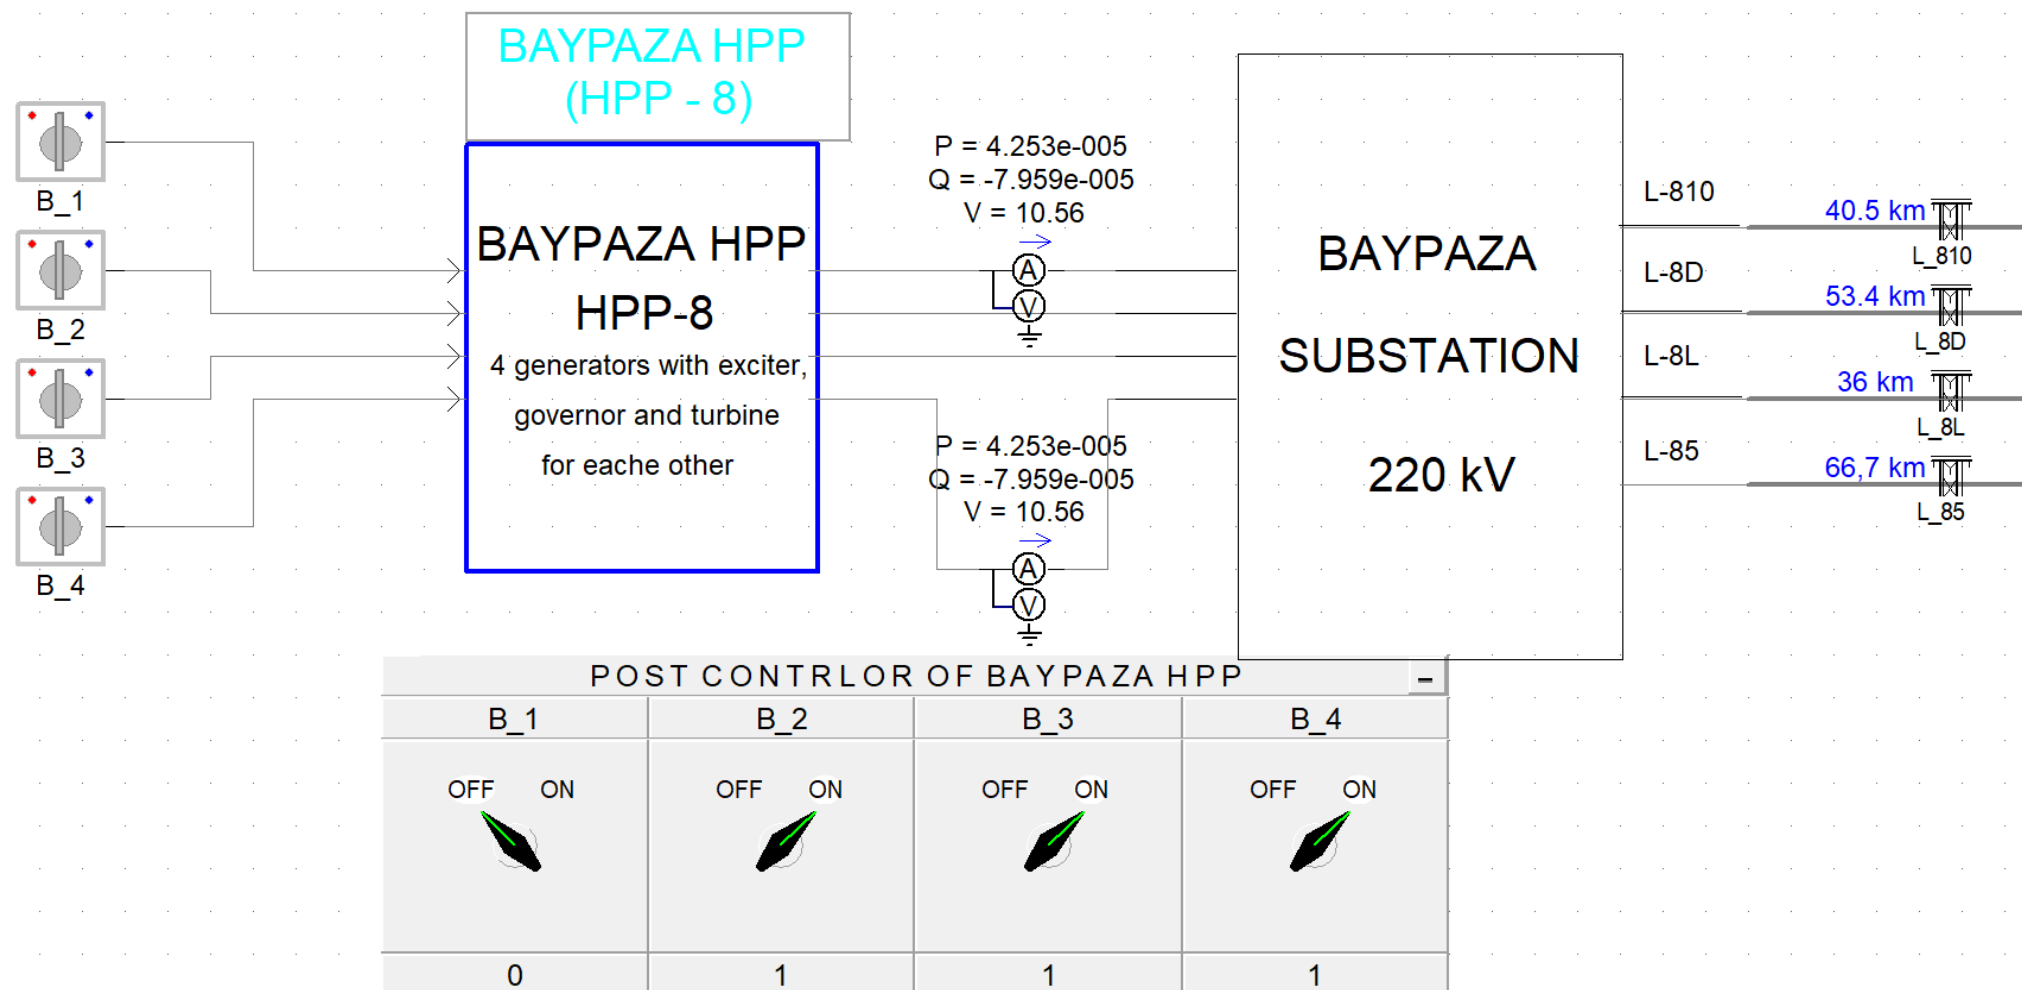 BAYPAZA HPP
(HPP - 8)
B_1
B_2
B_3
B_4
BAYPAZA HPP
HPP-8
4 generators with exciter,
governor and turbine
for eache other
P = 4.253e-005
Q = -7.959e-005
V = 10.56
A
V
P = 4.253e-005
Q = -7.959e-005
V = 10.56
A
V
BAYPAZA
SUBSTATION
220 kV
L-810
40.5 km
L_810
L-8D
53.4 km
L_8D
L-8L
36 km
L_8L
L-85
66,7 km
L_85
POST CONTRLOR OF BAYPAZA HPP
B_1 B_2 B_3 B_4
OFF ON OFF ON OFF ON OFF ON
0 1 1 1